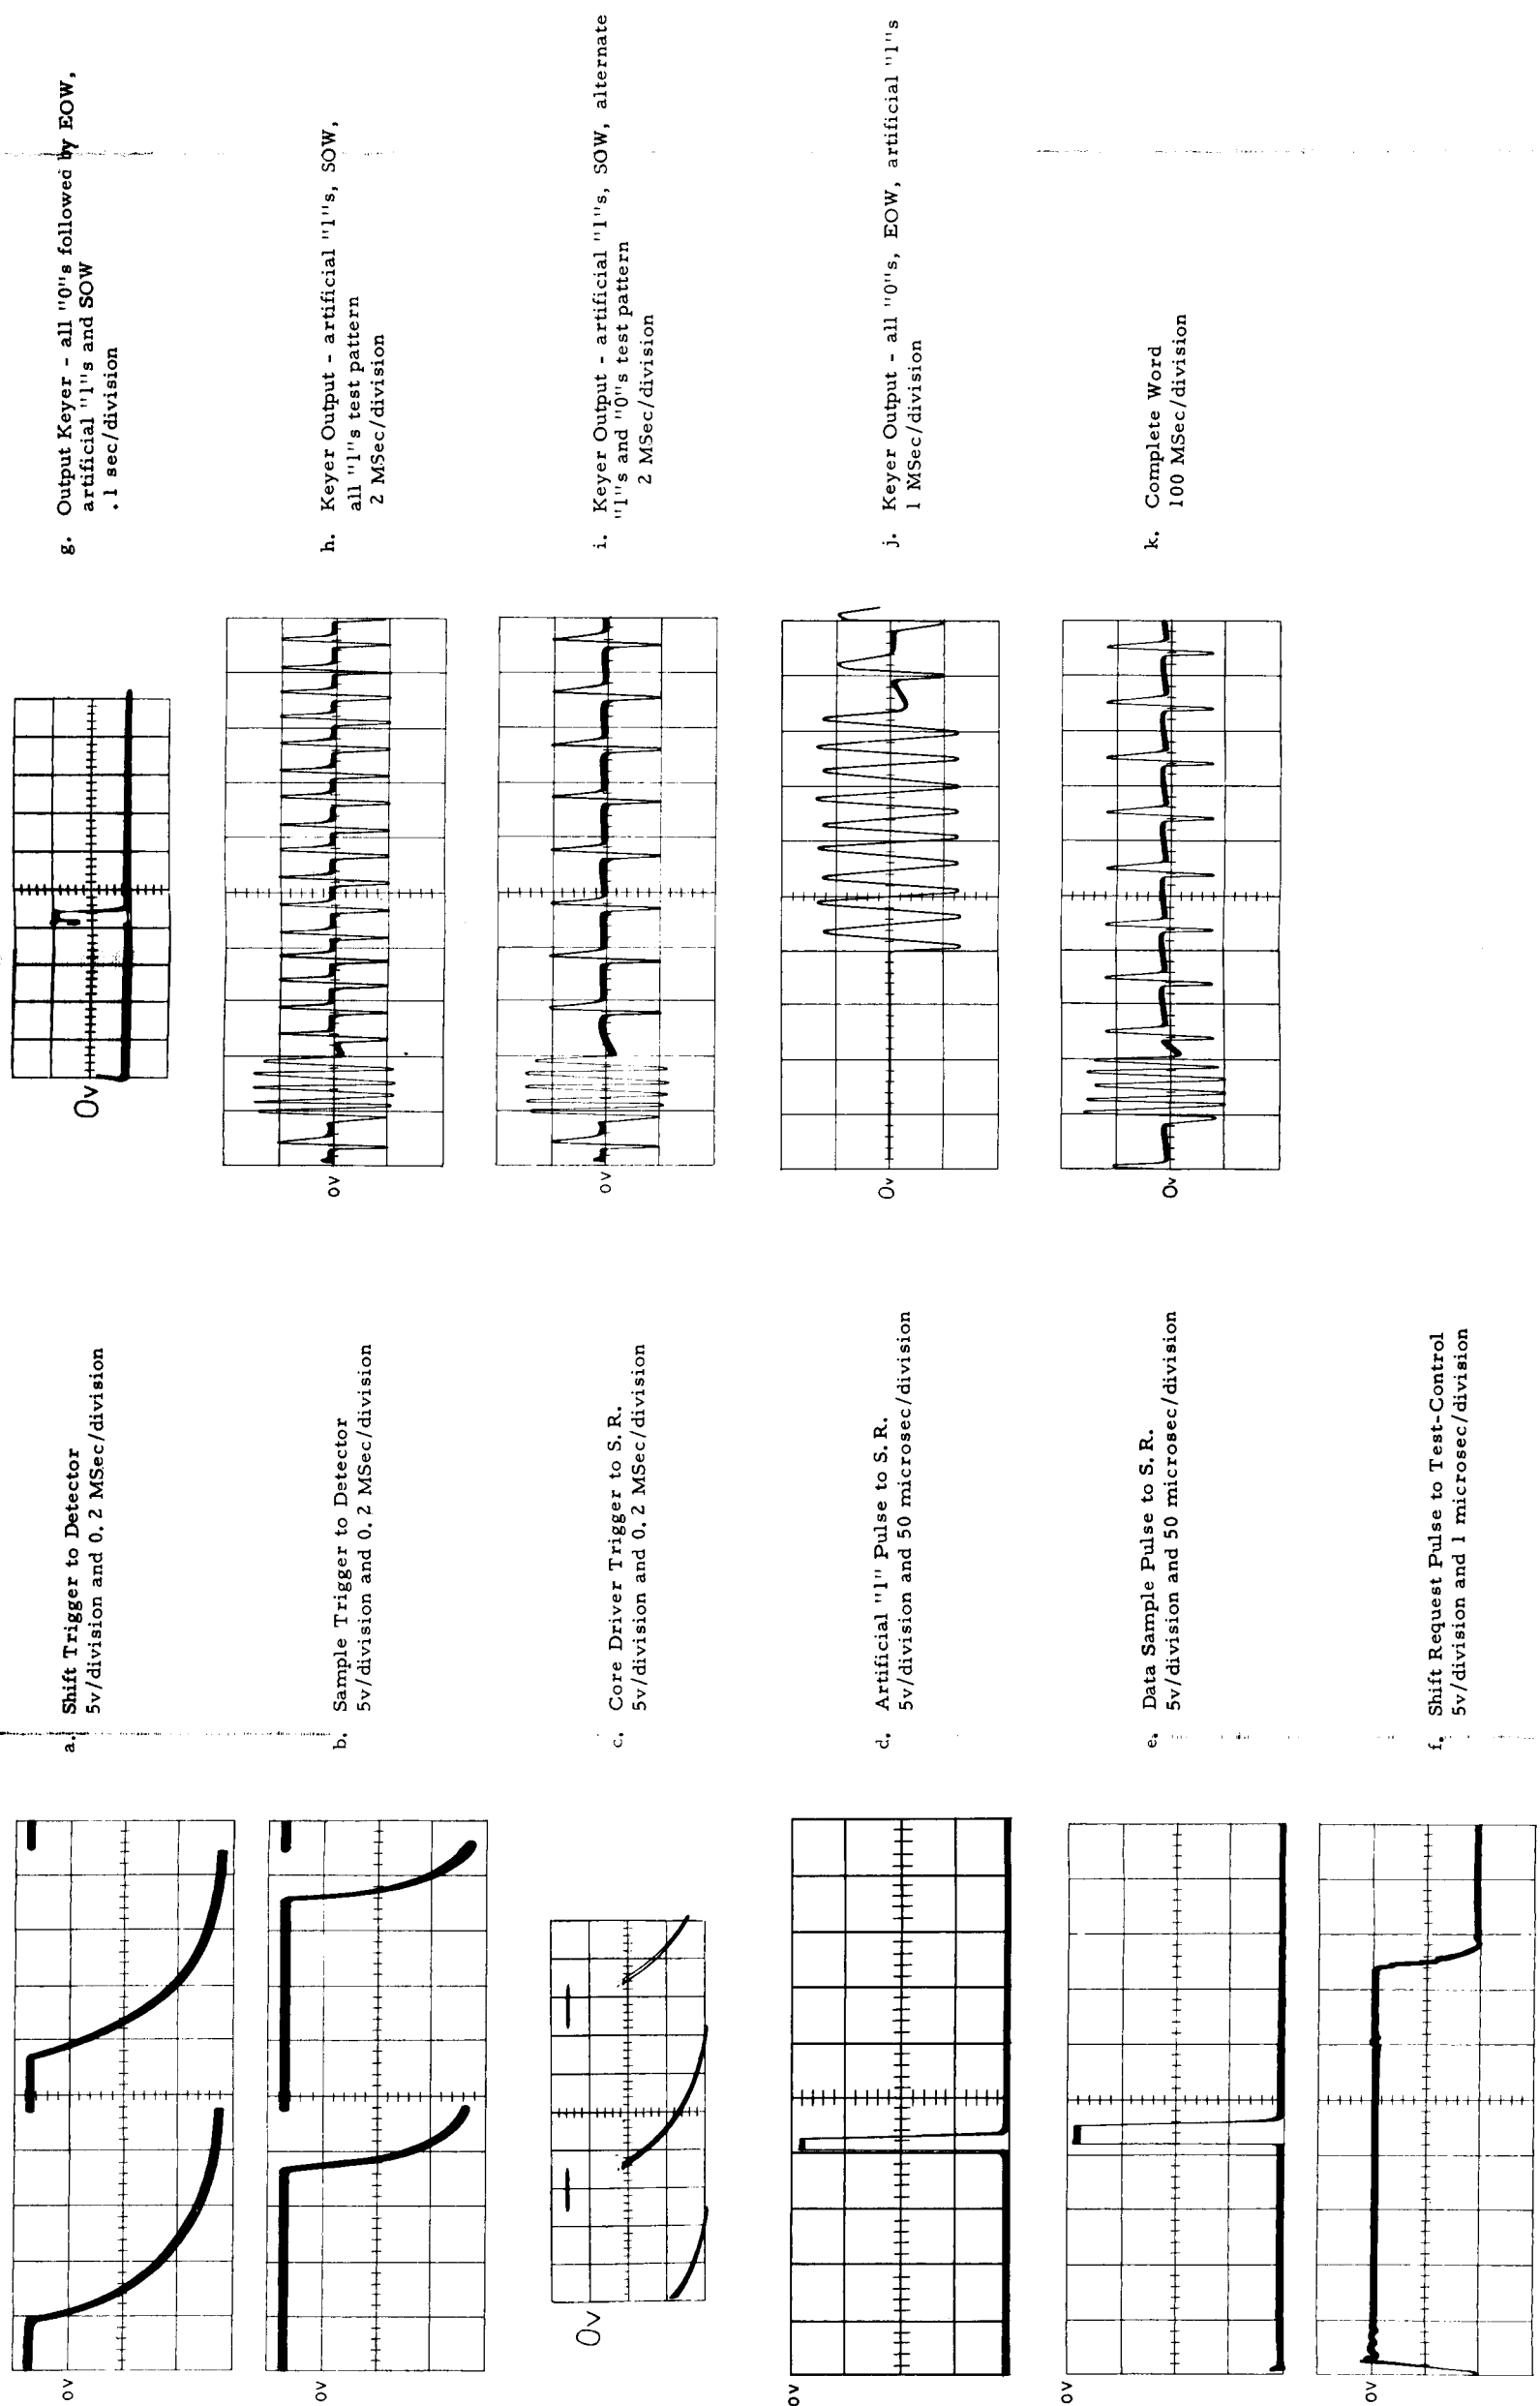 a. Shift Trigger to Detector
5v/division and 0.2 MSec/division
0v
b. Sample Trigger to Detector
5v/division and 0.2 MSec/division
0v
c. Core Driver Trigger to S.R.
5v/division and 0.2 MSec/division
0v
d. Artificial "1" Pulse to S.R.
5v/division and 50 microsec/division
0v
e. Data Sample Pulse to S.R.
5v/division and 50 microsec/division
0v
f. Shift Request Pulse to Test-Control
5v/division and 1 microsec/division
0v
g. Output Keyer - all "0"s followed by EOW,
artificial "1"s and SOW
.1 sec/division
0v
h. Keyer Output - artificial "1"s, SOW,
all "1"s test pattern
2 MSec/division
0v
i. Keyer Output - artificial "1"s, SOW, alternate
"1"s and "0"s test pattern
2 MSec/division
0v
j. Keyer Output - all "0"s, EOW, artificial "1"s
1 MSec/division
0v
k. Complete Word
100 MSec/division
0v